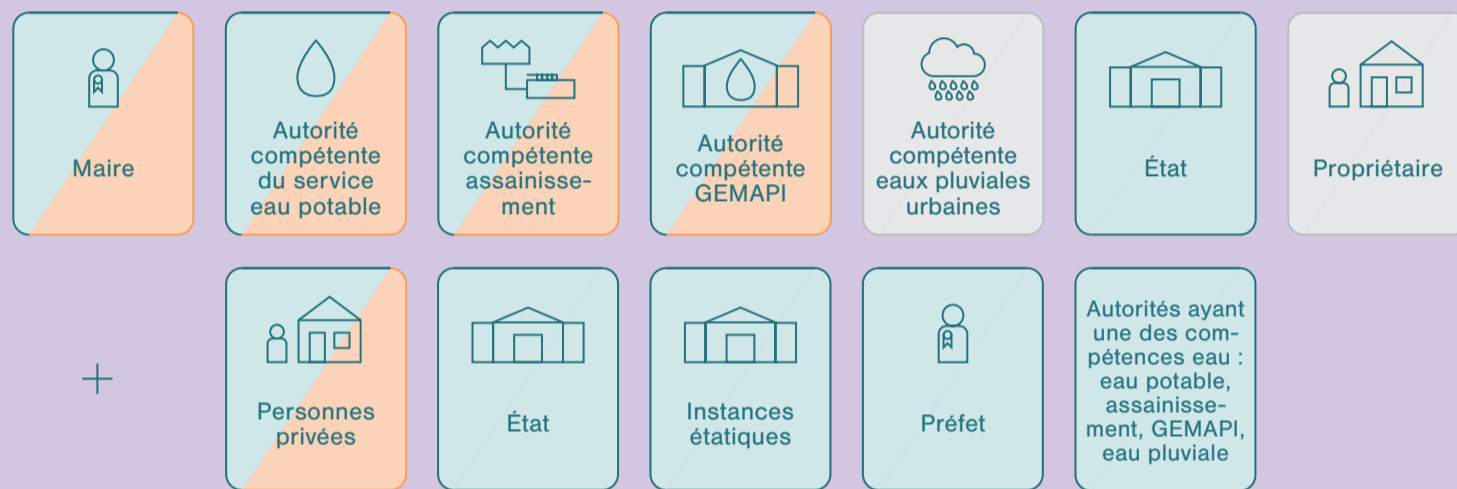 Maire
Autorité
compétente
du service
eau potable
Autorité
compétente
assainisse-
ment
Autorité
compétente
GEMAPI
Autorité
compétente
eaux pluviales
urbaines
État
Propriétaire
+
Personnes
privées
État
Instances
étatiques
Préfet
Autorités ayant
une des com-
pétences eau :
eau potable,
assainisse-
ment, GEMAPI,
eau pluviale